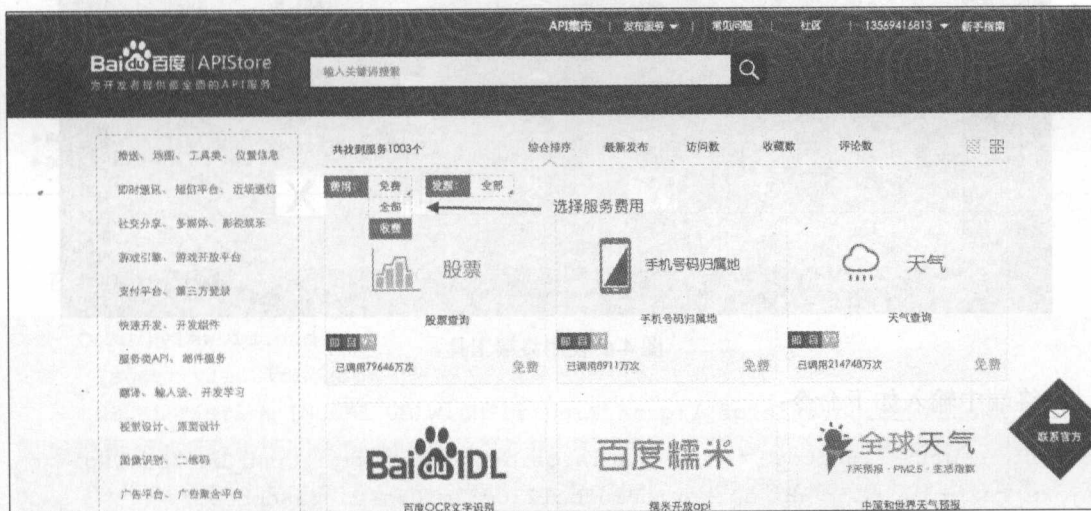 API集市 | 发布服务 | 常见问题 | 社区 | 13569416813 新手指南
Bai du 百度 | APIStore
为开发者提供最全面的API服务
输入关键词搜索
共找到服务1003个 综合排序 最新发布 访问数 收藏数 评论数
推送、地图、工具类、位置信息
即时通讯、短信平台、近场通信
社交分享、多媒体、影视娱乐
游戏引擎、游戏开放平台
支付平台、第三方登录
快速开发、开发组件
服务类API、邮件服务
翻译、输入法、开发学习
视觉设计、原型设计
图像识别、二维码
广告平台、广告聚合平台
费用: 免费 发票: 全部
全部 选择服务费用
收费
股票 手机号码归属地 天气
股票查询 手机号码归属地 天气查询
已调用79646万次 免费 已调用8911万次 免费 已调用214748万次 免费
联系官方
Bai du IDL 百度糯米 全球天气
7天预报·PM2.5·生活指数
百度OCR文字识别 糯米开放api 中国和世界天气预报